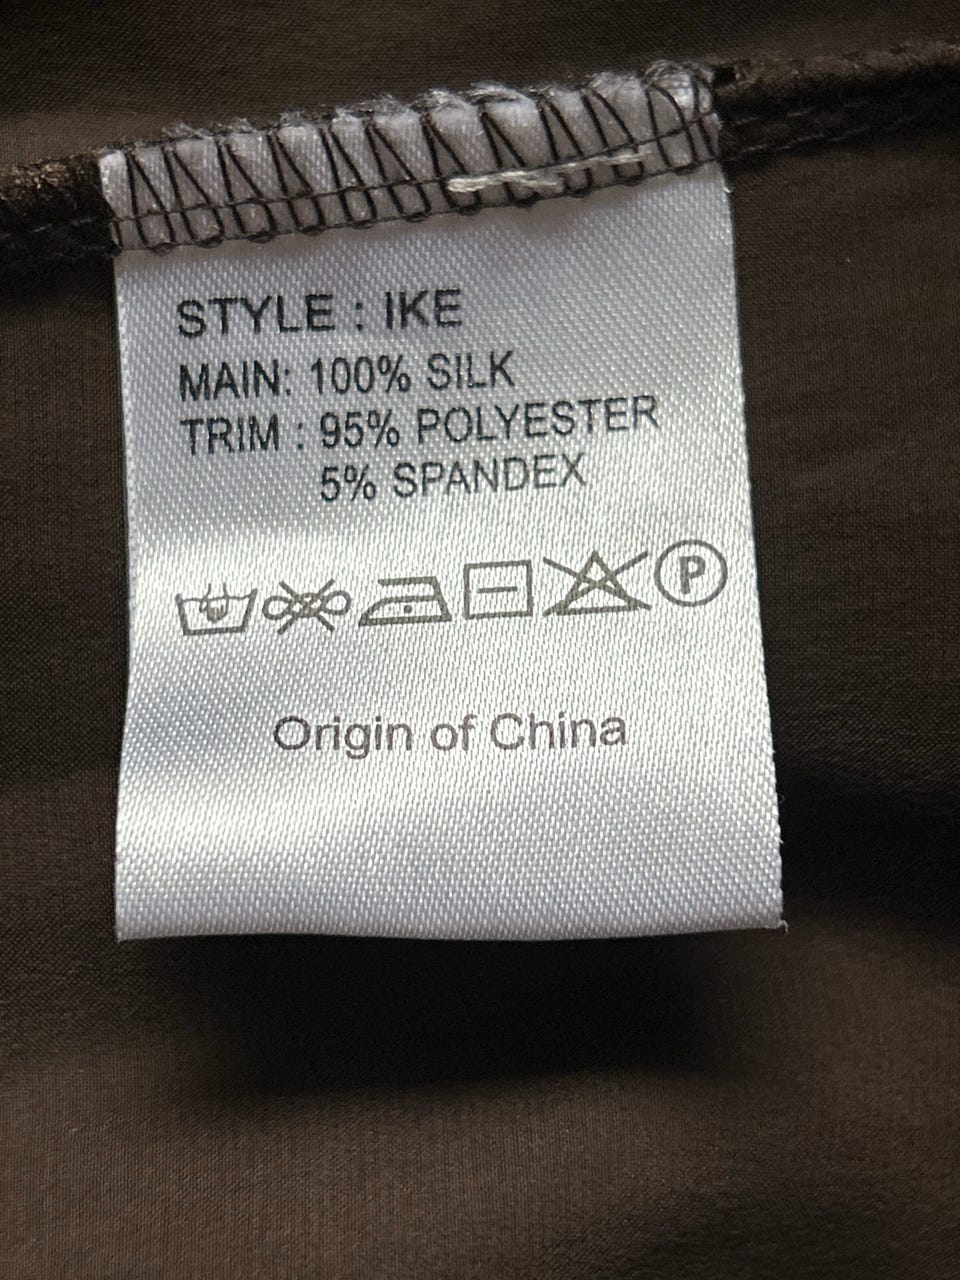 STYLE : IKE
MAIN: 100% SILK
TRIM : 95% POLYESTER
5% SPANDEX
P
Origin of China